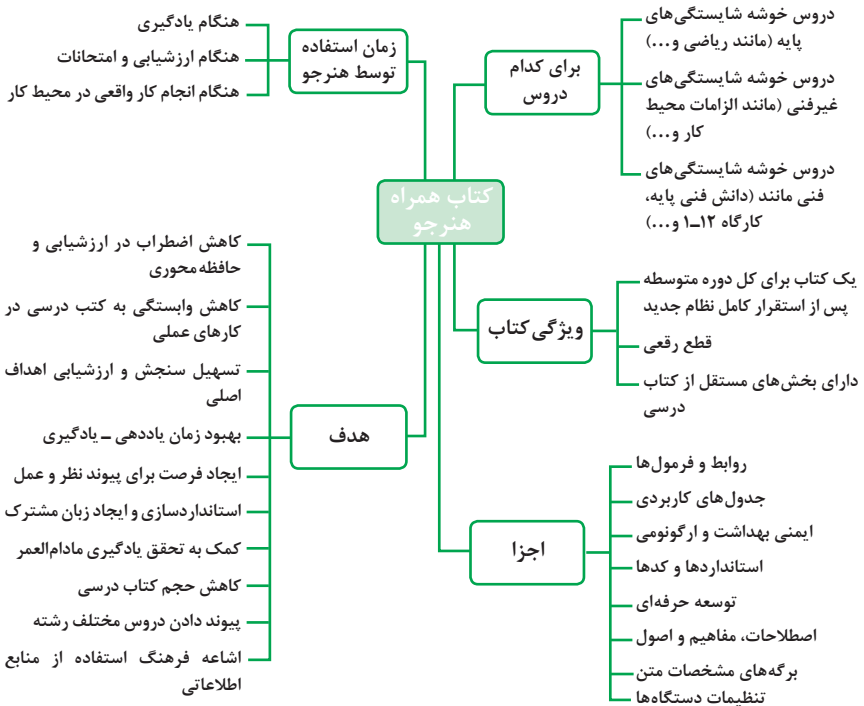 کتاب همراه
هنرجو
برای کدام
دروس
دروس خوشه شایستگی‌های
پایه (مانند ریاضی و...)
دروس خوشه شایستگی‌های
غیرفنی (مانند الزامات محیط
کار و...)
دروس خوشه شایستگی‌های
فنی مانند (دانش فنی پایه،
کارگاه ۱۲ــ۱ و...)
ویژگی کتاب
یک کتاب برای کل دوره متوسطه
پس از استقرار کامل نظام جدید
قطع رقعی
دارای بخش‌های مستقل از کتاب
درسی
اجزا
روابط و فرمول‌ها
جدول‌های کاربردی
ایمنی بهداشت و ارگونومی
استانداردها و کدها
توسعه حرفه‌ای
اصطلاحات، مفاهیم و اصول
برگه‌های مشخصات متن
تنظیمات دستگاه‌ها
زمان استفاده
توسط هنرجو
هنگام یادگیری
هنگام ارزشیابی و امتحانات
هنگام انجام کار واقعی در محیط کار
هدف
کاهش اضطراب در ارزشیابی و
حافظه‌محوری
کاهش وابستگی به کتب درسی در
کارهای عملی
تسهیل سنجش و ارزشیابی اهداف
اصلی
بهبود زمان یاددهی ــ یادگیری
ایجاد فرصت برای پیوند نظر و عمل
استانداردسازی و ایجاد زبان مشترک
کمک به تحقق یادگیری مادام‌العمر
کاهش حجم کتاب درسی
پیوند دادن دروس مختلف رشته
اشاعه فرهنگ استفاده از منابع
اطلاعاتی